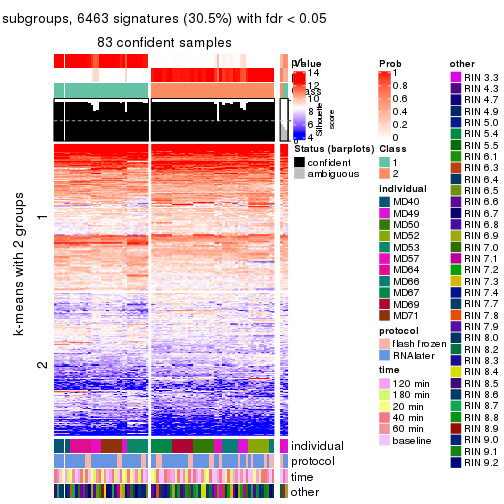 subgroups, 6463 signatures (30.5%) with fdr < 0.05
83 confident samples
k-means with 2 groups
1
2
Value
14
12
10
8
6
4
Silhouette score
Status (barplots)
confident
ambiguous
Prob
1
0.8
0.6
0.4
0.2
0
Class
1
2
individual
MD40
MD49
MD50
MD52
MD53
MD57
MD64
MD66
MD67
MD69
MD71
protocol
flash frozen
RNAlater
time
120 min
180 min
20 min
40 min
60 min
baseline
other
RIN 3.3
RIN 4.3
RIN 4.7
RIN 4.9
RIN 5.0
RIN 5.4
RIN 5.5
RIN 6.1
RIN 6.3
RIN 6.4
RIN 6.5
RIN 6.6
RIN 6.7
RIN 6.8
RIN 6.9
RIN 7.0
RIN 7.1
RIN 7.2
RIN 7.3
RIN 7.4
RIN 7.7
RIN 7.8
RIN 7.9
RIN 8.0
RIN 8.2
RIN 8.3
RIN 8.4
RIN 8.5
RIN 8.6
RIN 8.7
RIN 8.8
RIN 8.9
RIN 9.0
RIN 9.1
RIN 9.2
individual
protocol
time
other